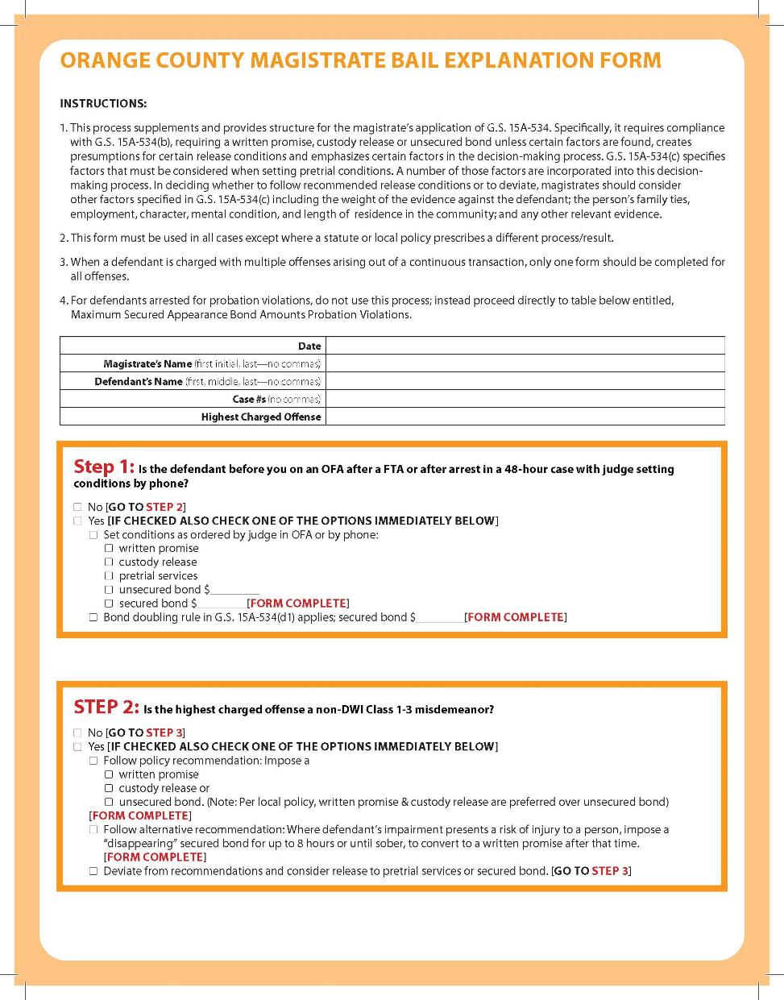 ORANGE COUNTY MAGISTRATE BAIL EXPLANATION FORM
INSTRUCTIONS:
1. This process supplements and provides structure for the magistrate's application of G.S. 15A-534. Specifically, it requires compliance
with G.S. 15A-534(b), requiring a written promise, custody release or unsecured bond unless certain factors are found, creates
presumptions for certain release conditions and emphasizes certain factors in the decision-making process. G.S. 15A-534(c) specifies
factors that must be considered when setting pretrial conditions. A number of those factors are incorporated into this decision-
making process. In deciding whether to follow recommended release conditions or to deviate, magistrates should consider
other factors specified in G.S. 15A-534(c) including the weight of the evidence against the defendant; the person's family ties,
employment, character, mental condition, and length of residence in the community; and any other relevant evidence.
2. This form must be used in all cases except where a statute or local policy prescribes a different process/result.
3. When a defendant is charged with multiple offenses arising out of a continuous transaction, only one form should be completed for
all offenses.
4. For defendants arrested for probation violations, do not use this process; instead proceed directly to table below entitled,
Maximum Secured Appearance Bond Amounts Probation Violations.
Date
Magistrate's Name (first initial, last—no commas)
Defendant's Name (first, middle, last—no commas)
Case #s (no commas)
Highest Charged Offense
Step 1: Is the defendant before you on an OFA after a FTA or after arrest in a 48-hour case with judge setting
conditions by phone?
☐ No [GO TO STEP 2]
☐ Yes [IF CHECKED ALSO CHECK ONE OF THE OPTIONS IMMEDIATELY BELOW]
☐ Set conditions as ordered by judge in OFA or by phone:
☐ written promise
☐ custody release
☐ pretrial services
☐ unsecured bond $________
☐ secured bond $________[FORM COMPLETE]
☐ Bond doubling rule in G.S. 15A-534(d1) applies; secured bond $________[FORM COMPLETE]
STEP 2: Is the highest charged offense a non-DWI Class 1-3 misdemeanor?
☐ No [GO TO STEP 3]
☐ Yes [IF CHECKED ALSO CHECK ONE OF THE OPTIONS IMMEDIATELY BELOW]
☐ Follow policy recommendation: Impose a
☐ written promise
☐ custody release or
☐ unsecured bond. (Note: Per local policy, written promise & custody release are preferred over unsecured bond)
[FORM COMPLETE]
☐ Follow alternative recommendation: Where defendant's impairment presents a risk of injury to a person, impose a
"disappearing" secured bond for up to 8 hours or until sober, to convert to a written promise after that time.
[FORM COMPLETE]
☐ Deviate from recommendations and consider release to pretrial services or secured bond. [GO TO STEP 3]